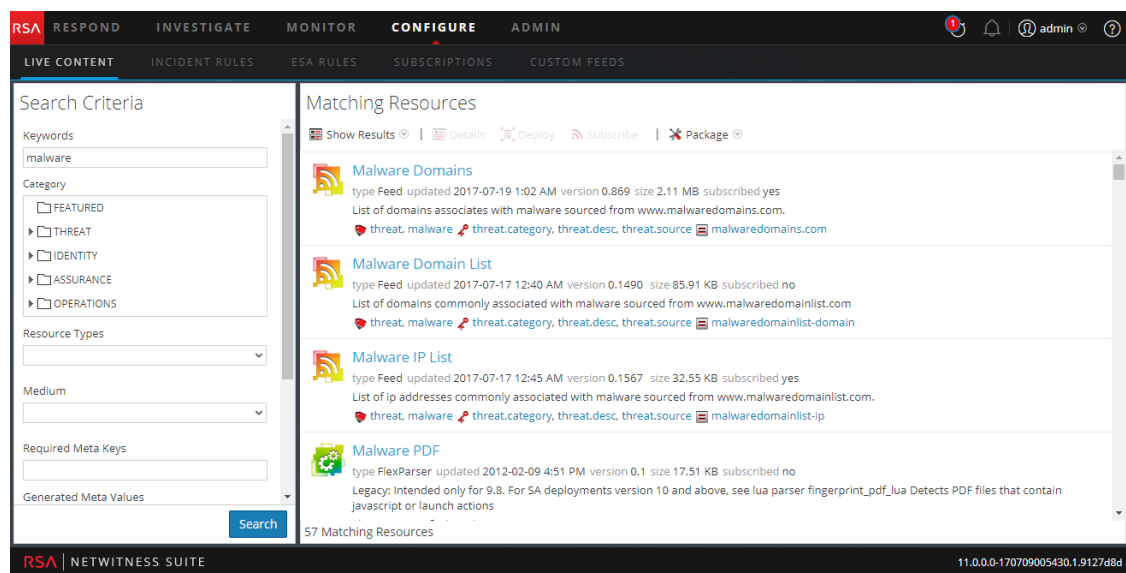 RSA RESPOND INVESTIGATE MONITOR CONFIGURE ADMIN 1 admin ?
LIVE CONTENT INCIDENT RULES ESA RULES SUBSCRIPTIONS CUSTOM FEEDS
Search Criteria
Keywords
malware
Category
FEATURED
THREAT
IDENTITY
ASSURANCE
OPERATIONS
Resource Types
Medium
Required Meta Keys
Generated Meta Values
Search
Matching Resources
Show Results | Details Deploy Subscribe | Package
Malware Domains
type Feed updated 2017-07-19 1:02 AM version 0.869 size 2.11 MB subscribed yes
List of domains associates with malware sourced from www.malwaredomains.com.
threat, malware threat.category, threat.desc, threat.source malwaredomains.com
Malware Domain List
type Feed updated 2017-07-17 12:40 AM version 0.1490 size 85.91 KB subscribed no
List of domains commonly associated with malware sourced from www.malwaredomainlist.com
threat, malware threat.category, threat.desc, threat.source malwaredomainlist-domain
Malware IP List
type Feed updated 2017-07-17 12:45 AM version 0.1567 size 32.55 KB subscribed yes
List of ip addresses commonly associated with malware sourced from www.malwaredomainlist.com.
threat, malware threat.category, threat.desc, threat.source malwaredomainlist-ip
Malware PDF
type FlexParser updated 2012-02-09 4:51 PM version 0.1 size 17.51 KB subscribed no
Legacy: Intended only for 9.8. For SA deployments version 10 and above, see lua parser fingerprint_pdf_lua Detects PDF files that contain
javascript or launch actions
57 Matching Resources
RSA | NETWITNESS SUITE
11.0.0.0-170709005430.1.9127d8d